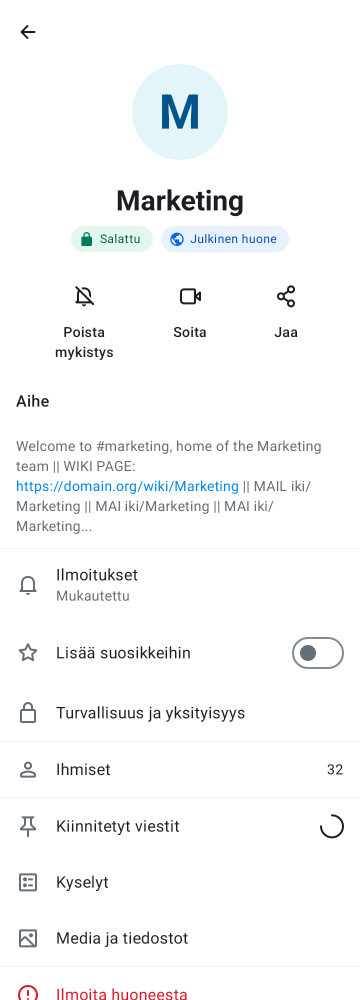 M
Marketing
Salattu
Julkinen huone
Poista
mykistys
Soita
Jaa
Aihe
Welcome to #marketing, home of the Marketing
team || WIKI PAGE:
https://domain.org/wiki/Marketing || MAIL iki/
Marketing || MAI iki/Marketing || MAI iki/
Marketing...
Ilmoitukset
Mukautettu
Lisää suosikkeihin
Turvallisuus ja yksityisyys
Ihmiset
32
Kiinnitetyt viestit
Kyselyt
Media ja tiedostot
Ilmoita huoneesta